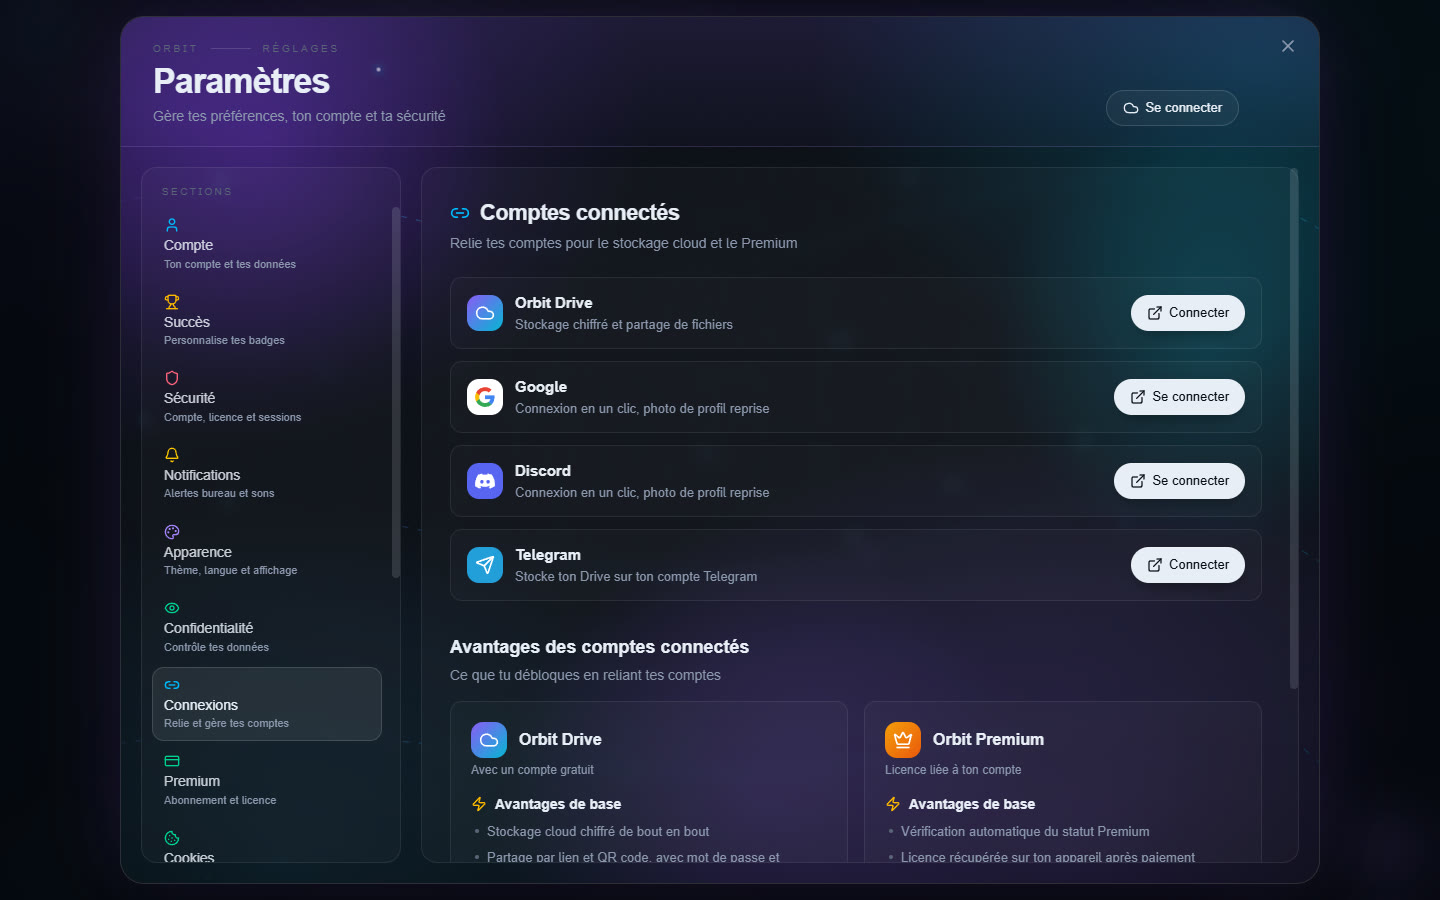 ORBIT RÉGLAGES
Paramètres
Gère tes préférences, ton compte et ta sécurité
Se connecter
SECTIONS
Compte
Ton compte et tes données
Succès
Personnalise tes badges
Sécurité
Compte, licence et sessions
Notifications
Alertes bureau et sons
Apparence
Thème, langue et affichage
Confidentialité
Contrôle tes données
Connexions
Relie et gère tes comptes
Premium
Abonnement et licence
Cookies
Comptes connectés
Relie tes comptes pour le stockage cloud et le Premium
Orbit Drive
Stockage chiffré et partage de fichiers
Connecter
Google
Connexion en un clic, photo de profil reprise
Se connecter
Discord
Connexion en un clic, photo de profil reprise
Se connecter
Telegram
Stocke ton Drive sur ton compte Telegram
Connecter
Avantages des comptes connectés
Ce que tu débloques en reliant tes comptes
Orbit Drive
Avec un compte gratuit
Avantages de base
• Stockage cloud chiffré de bout en bout
• Partage par lien et QR code, avec mot de passe et
Orbit Premium
Licence liée à ton compte
Avantages de base
• Vérification automatique du statut Premium
• Licence récupérée sur ton appareil après paiement